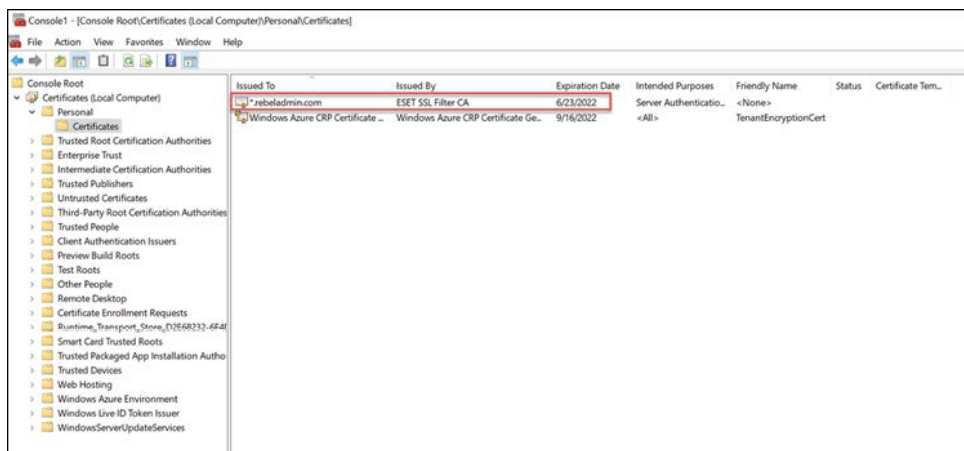 Console1 - [Console Root\Certificates (Local Computer)\Personal\Certificates]
File Action View Favorites Window Help
Console Root
Certificates (Local Computer)
Personal
Certificates
Trusted Root Certification Authorities
Enterprise Trust
Intermediate Certification Authorities
Trusted Publishers
Untrusted Certificates
Third-Party Root Certification Authorities
Trusted People
Client Authentication Issuers
Preview Build Roots
Test Roots
Other People
Remote Desktop
Certificate Enrollment Requests
Runtime_Transport_Store_D2E68232-6E4
Smart Card Trusted Roots
Trusted Packaged App Installation Autho
Trusted Devices
Web Hosting
Windows Azure Environment
Windows Live ID Token Issuer
WindowsServerUpdateServices
Issued To Issued By Expiration Date Intended Purposes Friendly Name Status Certificate Tem...
*.rebeladmin.com ESET SSL Filter CA 6/23/2022 Server Authenticatio... <None>
Windows Azure CRP Certificate ... Windows Azure CRP Certificate Ge... 9/16/2022 <All> TenantEncryptionCert